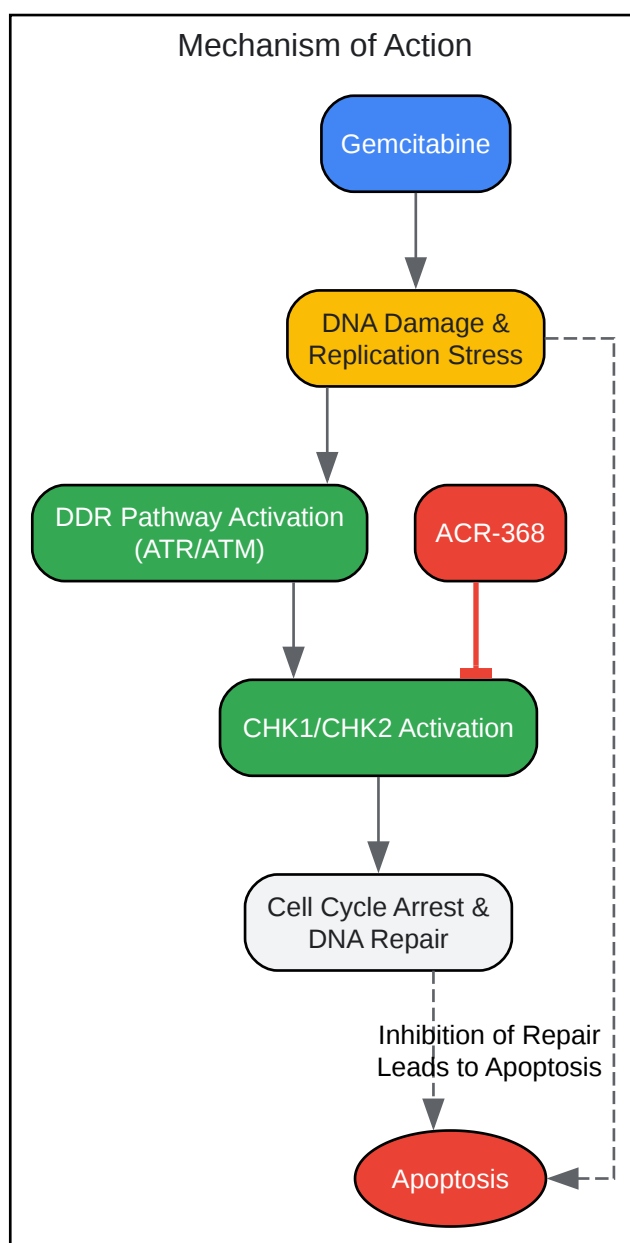 Mechanism of Action
Gemcitabine
DNA Damage &
Replication Stress
DDR Pathway Activation
(ATR/ATM)
ACR-368
CHK1/CHK2 Activation
Cell Cycle Arrest &
DNA Repair
Inhibition of Repair
Leads to Apoptosis
Apoptosis